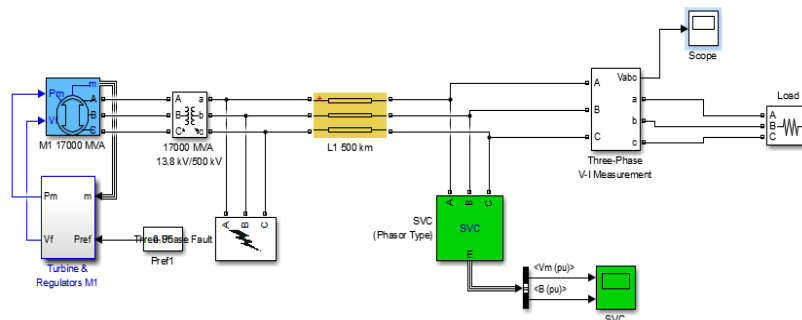 Vabc
Scope
m
Pm
A
B
C
Vf
M1 17000 MVA
A
B
C
a
b
c
17000 MVA
13.8 kV/500 kV
+
L1 500 km
A
B
C
a
b
c
Three-Phase
V-I Measurement
Load
A
B
C
Pm
m
Vf
Pref
Turbine &
Regulators M1
0.95
Pref1
Three-Phase Fault
A
B
C
A
B
C
SVC
SVC
(Phasor Type)
m
<Vm (pu)>
<B (pu)>
SVC